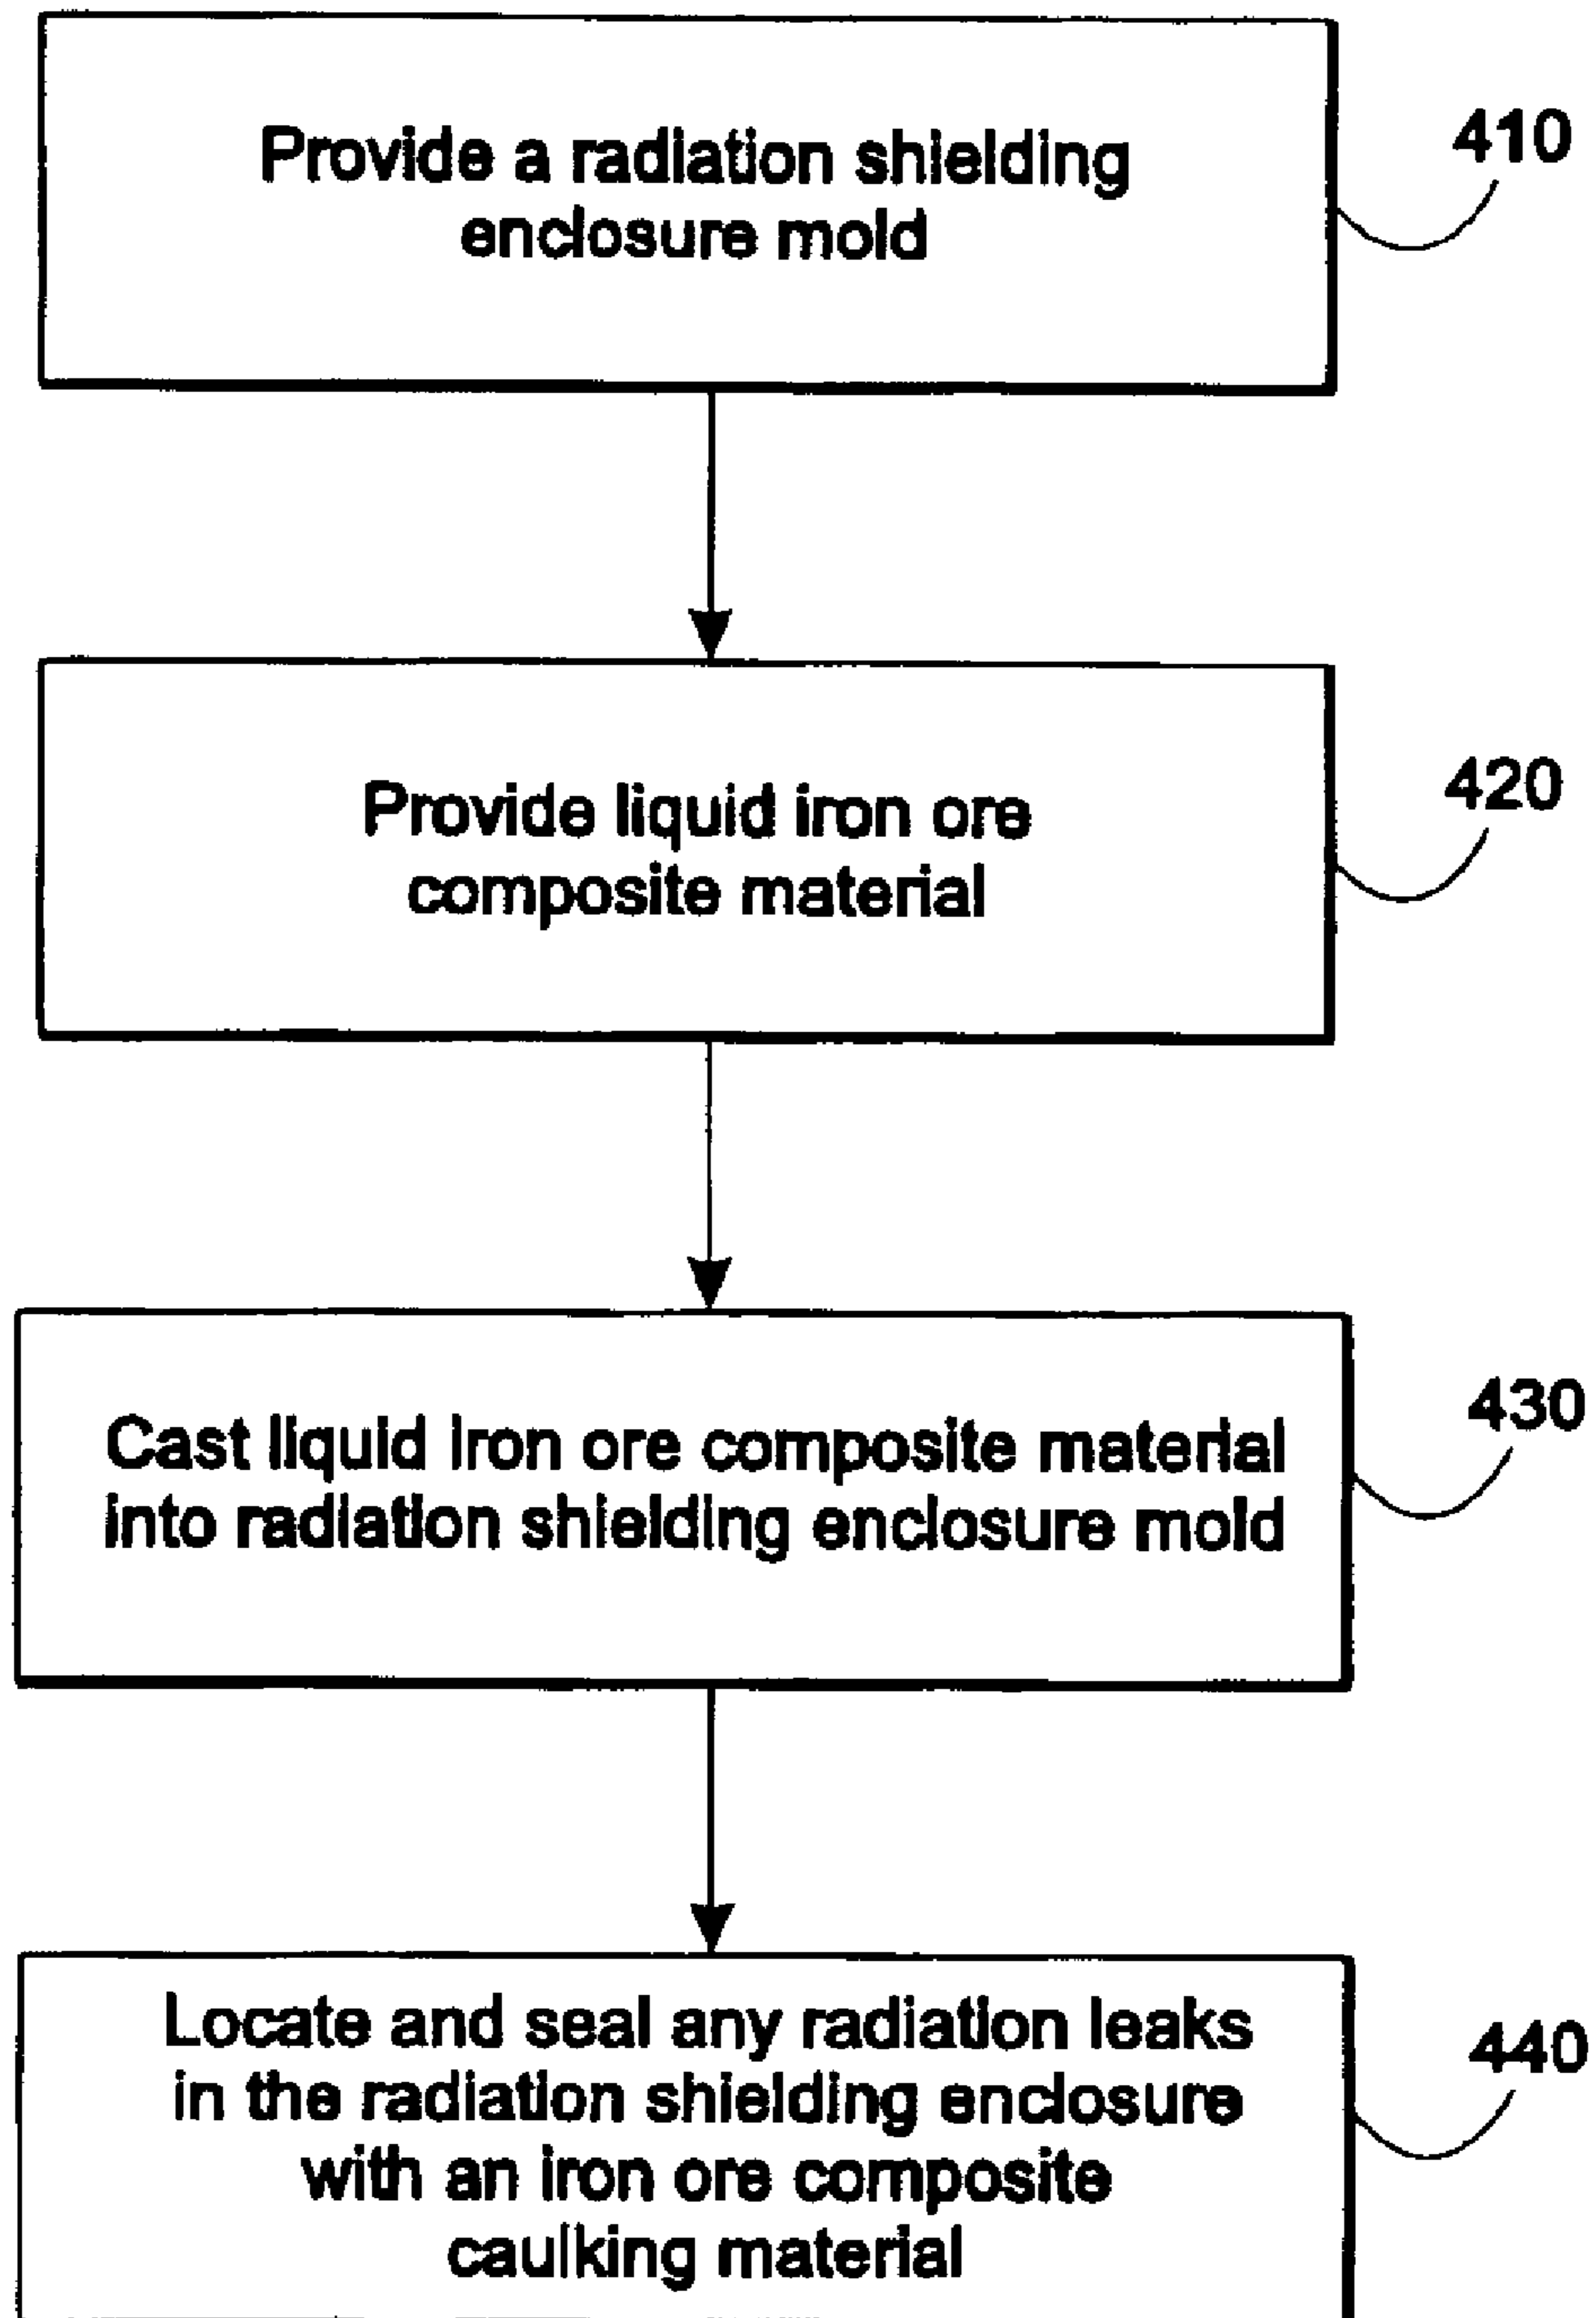 Provide a radiation shielding
enclosure mold
410
Provide liquid iron ore
composite material
420
Cast liquid iron ore composite material
into radiation shielding enclosure mold
430
Locate and seal any radiation leaks
in the radiation shielding enclosure
with an iron ore composite
caulking material
440